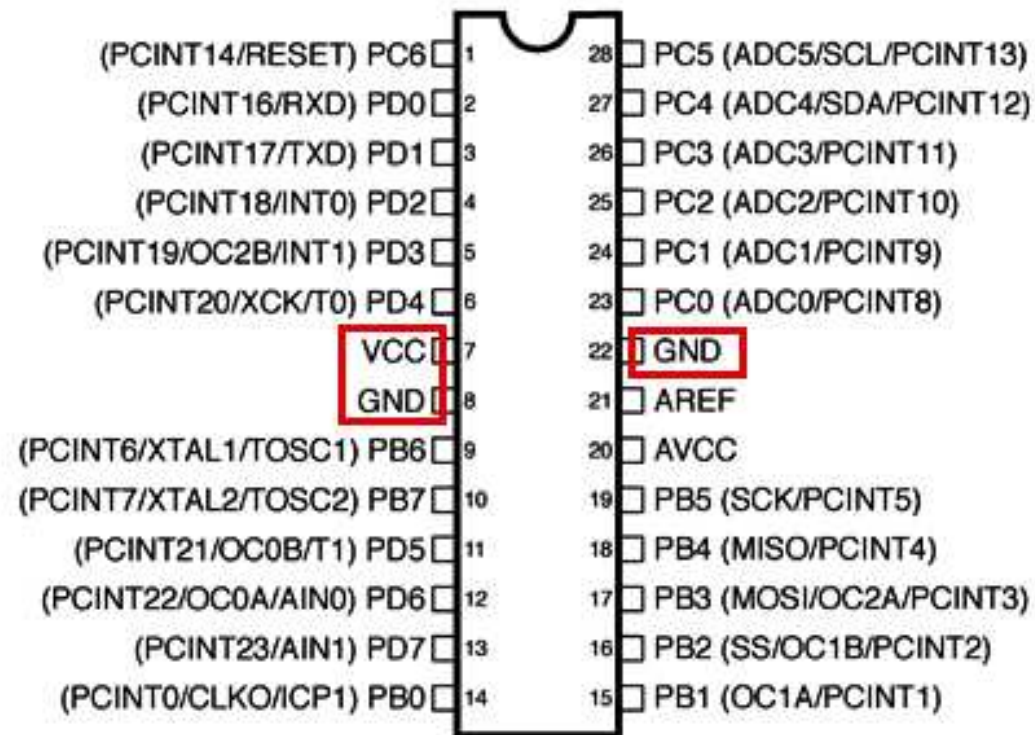 (PCINT14/RESET) PC6 1 28 PC5 (ADC5/SCL/PCINT13)
(PCINT16/RXD) PD0 2 27 PC4 (ADC4/SDA/PCINT12)
(PCINT17/TXD) PD1 3 26 PC3 (ADC3/PCINT11)
(PCINT18/INT0) PD2 4 25 PC2 (ADC2/PCINT10)
(PCINT19/OC2B/INT1) PD3 5 24 PC1 (ADC1/PCINT9)
(PCINT20/XCK/T0) PD4 6 23 PC0 (ADC0/PCINT8)
VCC 7 22 GND
GND 8 21 AREF
(PCINT6/XTAL1/TOSC1) PB6 9 20 AVCC
(PCINT7/XTAL2/TOSC2) PB7 10 19 PB5 (SCK/PCINT5)
(PCINT21/OC0B/T1) PD5 11 18 PB4 (MISO/PCINT4)
(PCINT22/OC0A/AIN0) PD6 12 17 PB3 (MOSI/OC2A/PCINT3)
(PCINT23/AIN1) PD7 13 16 PB2 (SS/OC1B/PCINT2)
(PCINT0/CLKO/ICP1) PB0 14 15 PB1 (OC1A/PCINT1)